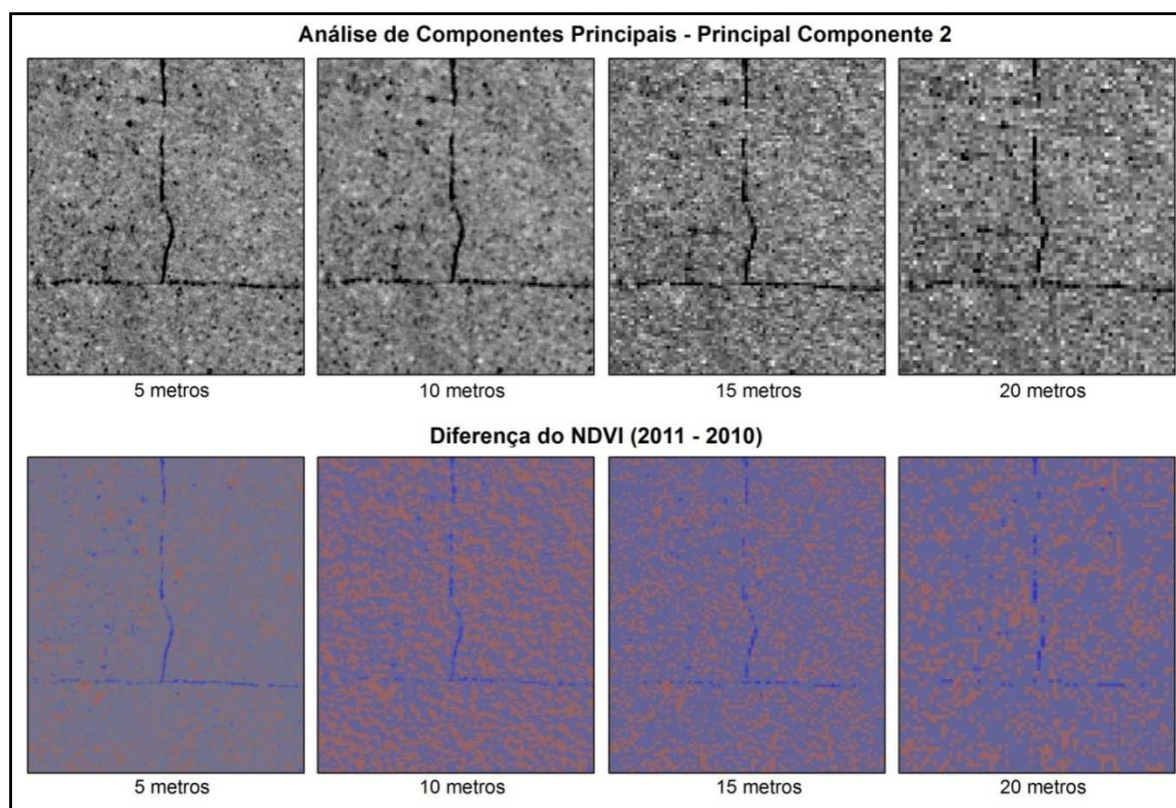 Análise de Componentes Principais - Principal Componente 2
5 metros
10 metros
15 metros
20 metros
Diferença do NDVI (2011 - 2010)
5 metros
10 metros
15 metros
20 metros